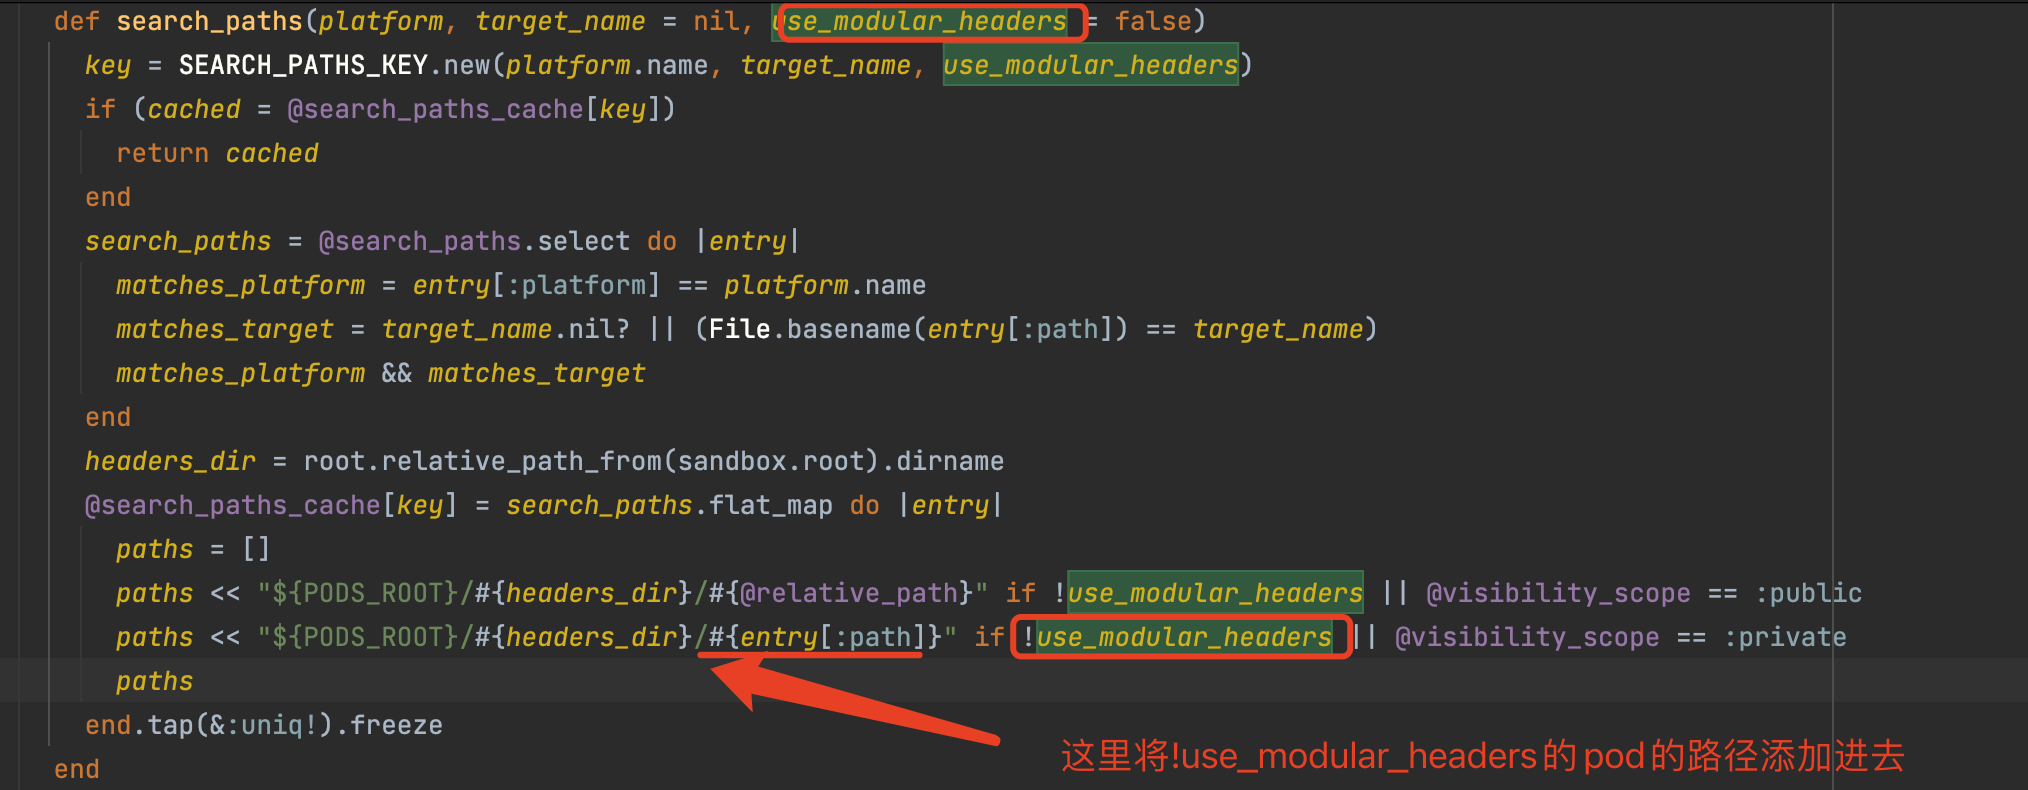 def search_paths(platform, target_name = nil, use_modular_headers = false)
key = SEARCH_PATHS_KEY.new(platform.name, target_name, use_modular_headers)
if (cached = @search_paths_cache[key])
return cached
end
search_paths = @search_paths.select do |entry|
matches_platform = entry[:platform] == platform.name
matches_target = target_name.nil? || (File.basename(entry[:path]) == target_name)
matches_platform && matches_target
end
headers_dir = root.relative_path_from(sandbox.root).dirname
@search_paths_cache[key] = search_paths.flat_map do |entry|
paths = []
paths << "${PODS_ROOT}/#{headers_dir}/#{@relative_path}" if !use_modular_headers || @visibility_scope == :public
paths << "${PODS_ROOT}/#{headers_dir}/#{entry[:path]}" if !use_modular_headers || @visibility_scope == :private
paths
end.tap(&:uniq!).freeze
这里将!use_modular_headers的pod的路径添加进去
end